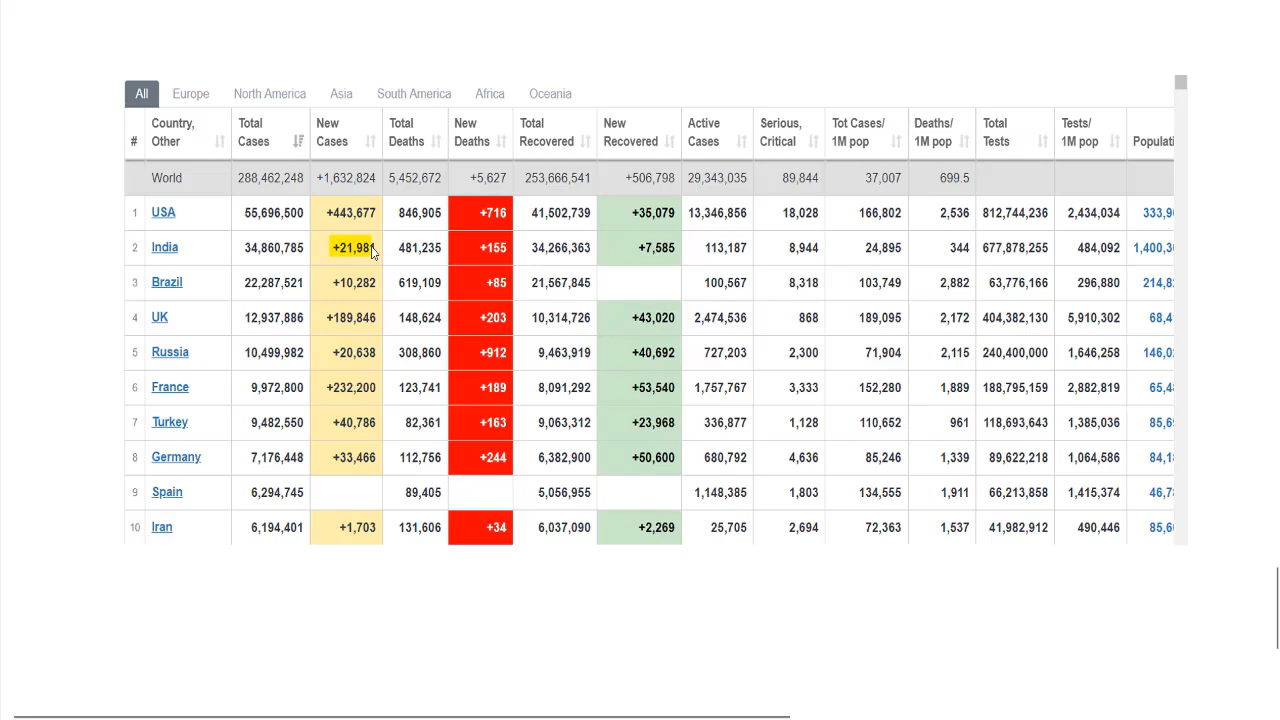 All Europe North America Asia South America Africa Oceania
# Country, Other Total Cases New Cases Total Deaths New Deaths Total Recovered New Recovered Active Cases Serious, Critical Tot Cases/ 1M pop Deaths/ 1M pop Total Tests Tests/ 1M pop
World 288,462,248 +1,632,824 5,452,672 +5,627 253,666,541 +506,798 29,343,035 89,844 37,007 699.5
1 USA 55,696,500 +443,677 846,905 +716 41,502,739 +35,079 13,346,856 18,028 166,802 2,536 812,744,236 2,434,034
2 India 34,860,785 481,235 +155 34,266,363 +7,585 113,187 8,944 24,895 344 677,878,255 484,092
3 Brazil 22,287,521 +10,282 619,109 +85 21,567,845 100,567 8,318 103,749 2,882 63,776,166 296,880
4 UK 12,937,886 +189,846 148,624 +203 10,314,726 +43,020 2,474,536 868 189,095 2,172 404,382,130 5,910,302
5 Russia 10,499,982 +20,638 308,860 +912 9,463,919 +40,692 727,203 2,300 71,904 2,115 240,400,000 1,646,258
6 France 9,972,800 +232,200 123,741 +189 8,091,292 +53,540 1,757,767 3,333 152,280 1,889 188,795,159 2,882,819
7 Turkey 9,482,550 +40,786 82,361 +163 9,063,312 +23,968 336,877 1,128 110,652 961 118,693,643 1,385,036
8 Germany 7,176,448 +33,466 112,756 +244 6,382,900 +50,600 680,792 4,636 85,246 1,339 89,622,218 1,064,586
9 Spain 6,294,745 89,405 5,056,955 1,148,385 1,803 134,555 1,911 66,213,858 1,415,374
10 Iran 6,194,401 +1,703 131,606 +34 6,037,090 +2,269 25,705 2,694 72,363 1,537 41,982,912 490,446